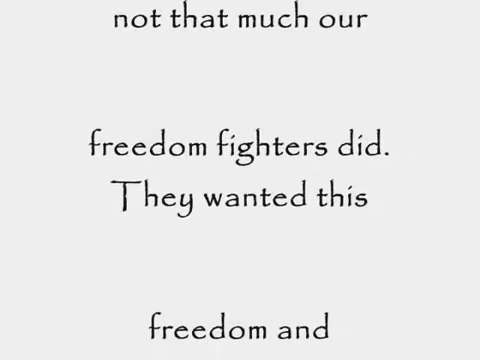 not that much our
freedom fighters did.
They wanted this
freedom and